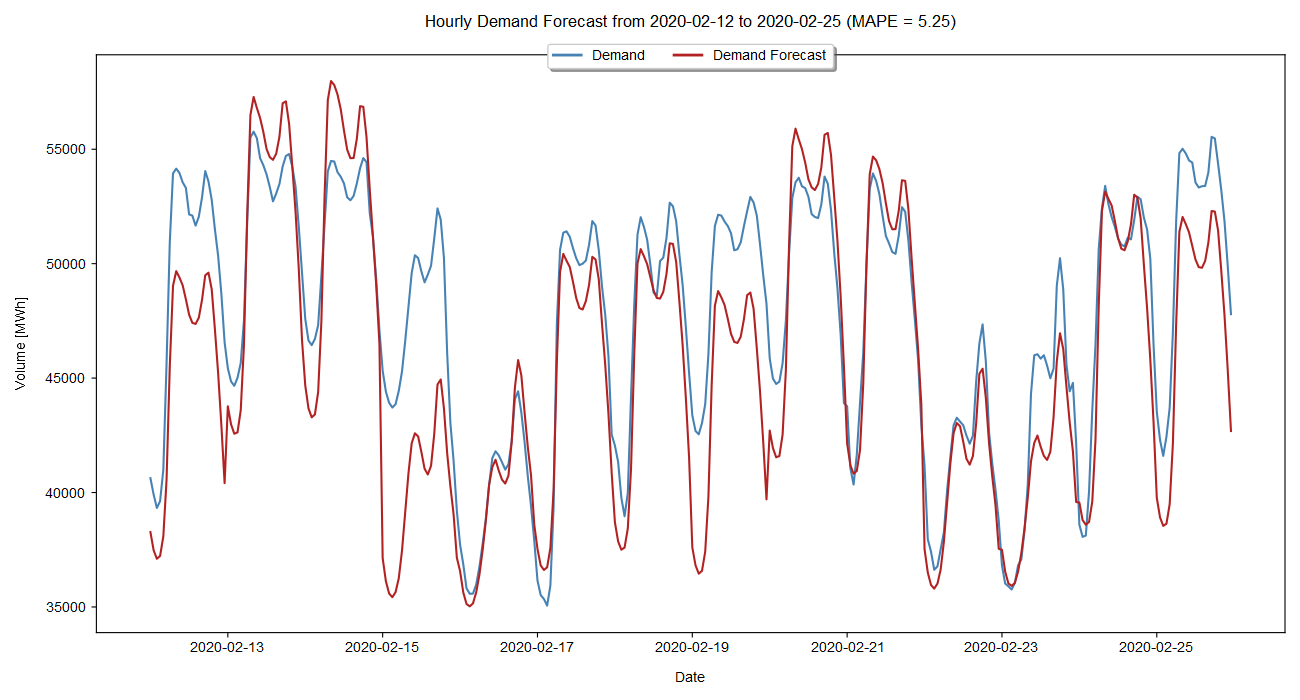 Hourly Demand Forecast from 2020-02-12 to 2020-02-25 (MAPE = 5.25)
Demand
Demand Forecast
Volume [MWh]
55000
50000
45000
40000
35000
2020-02-13
2020-02-15
2020-02-17
2020-02-19
2020-02-21
2020-02-23
2020-02-25
Date